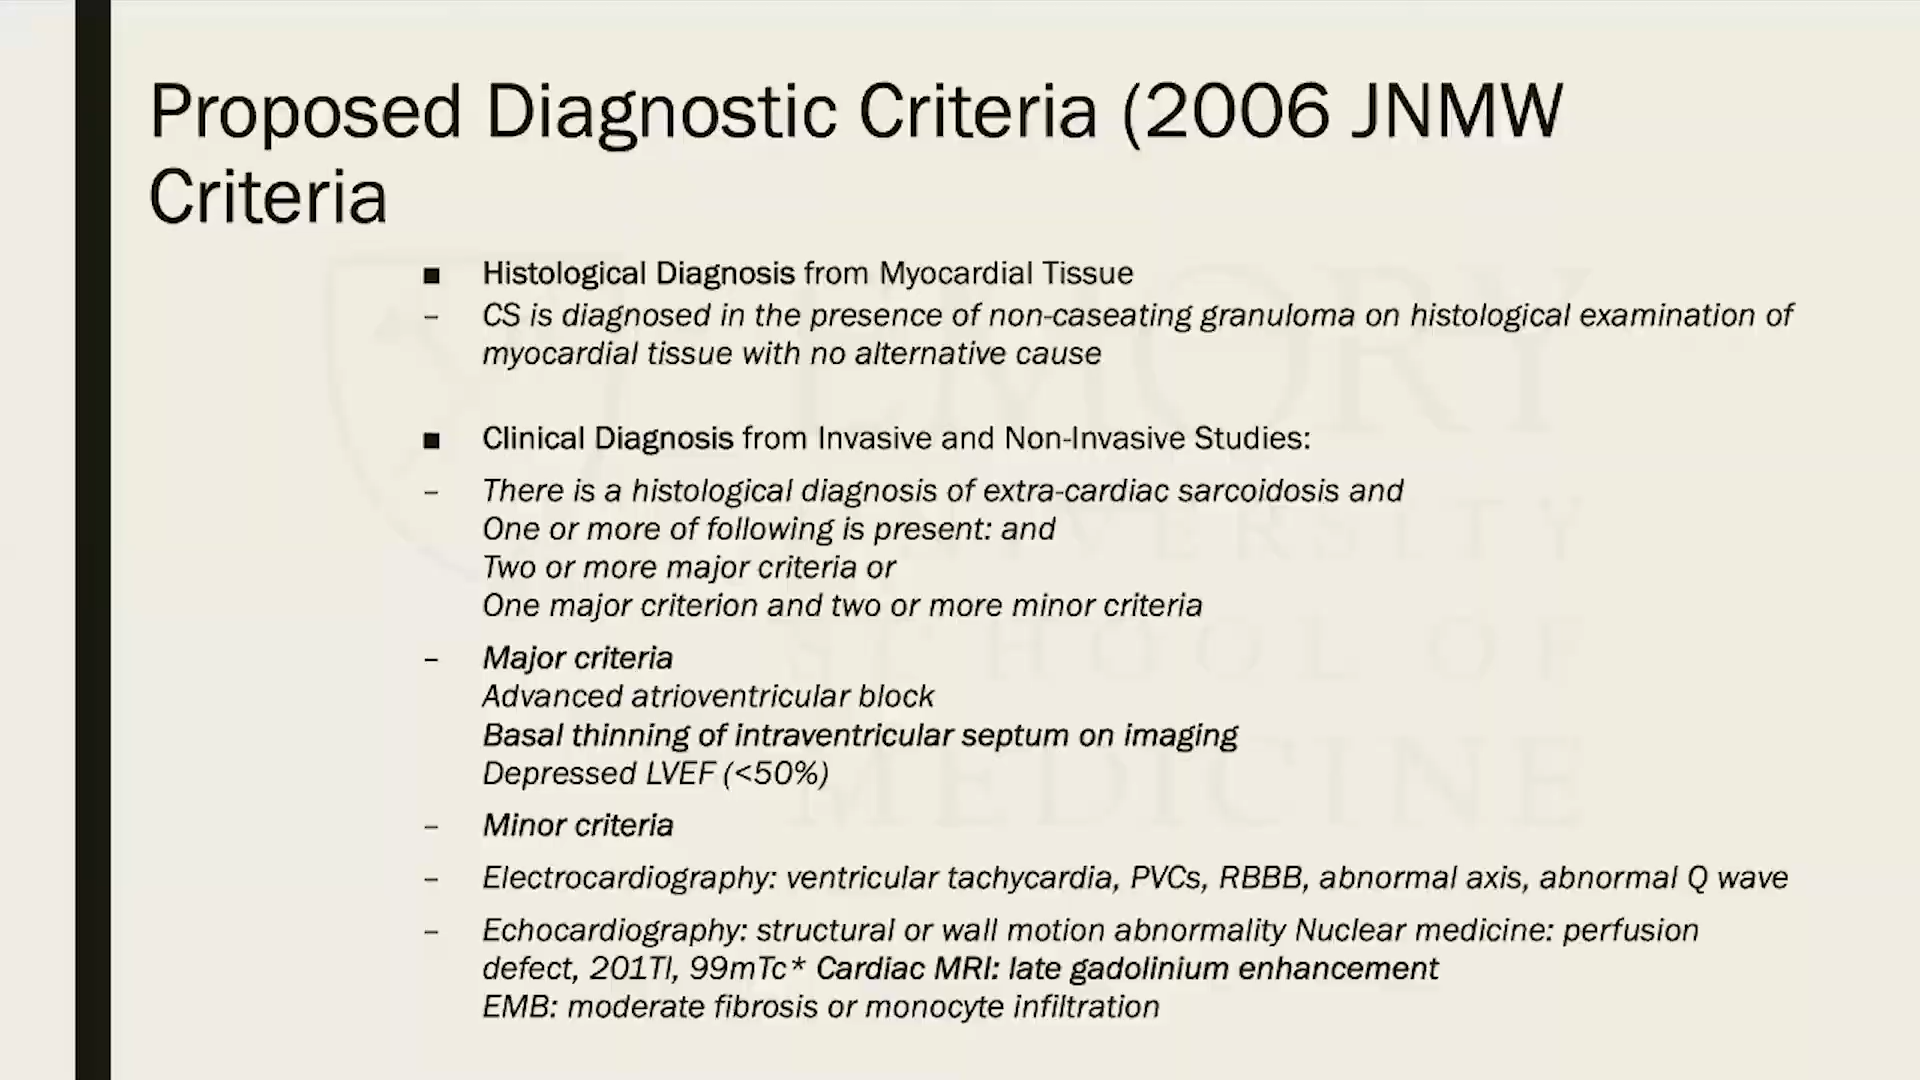 Proposed Diagnostic Criteria (2006 JNMW
Criteria
■ Histological Diagnosis from Myocardial Tissue
– CS is diagnosed in the presence of non-caseating granuloma on histological examination of
myocardial tissue with no alternative cause
■ Clinical Diagnosis from Invasive and Non-Invasive Studies:
– There is a histological diagnosis of extra-cardiac sarcoidosis and
One or more of following is present: and
Two or more major criteria or
One major criterion and two or more minor criteria
– Major criteria
Advanced atrioventricular block
Basal thinning of intraventricular septum on imaging
Depressed LVEF (<50%)
– Minor criteria
– Electrocardiography: ventricular tachycardia, PVCs, RBBB, abnormal axis, abnormal Q wave
– Echocardiography: structural or wall motion abnormality Nuclear medicine: perfusion
defect, 201Tl, 99mTc* Cardiac MRI: late gadolinium enhancement
EMB: moderate fibrosis or monocyte infiltration
EMORY
UNIVERSITY
SCHOOL OF
MEDICINE